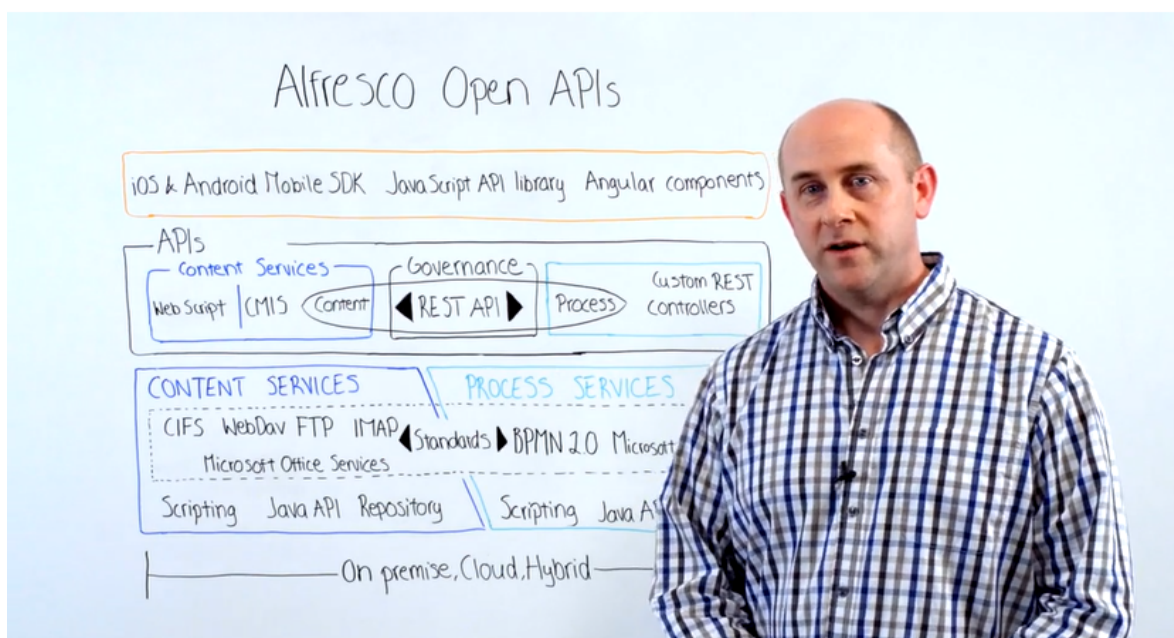 Alfresco Open APIs
iOS & Android Mobile SDK JavaScript API library Angular components
APIs
Content Services
Governance
Custom REST
controllers
Web Script
CMIS
Content
REST API
Process
CONTENT SERVICES
PROCESS SERVICES
CIFS WebDav FTP IMAP
Standards
BPMN 2.0
Microsoft Office Services
Scripting Java API Repository
Scripting Java
On premise, Cloud, Hybrid